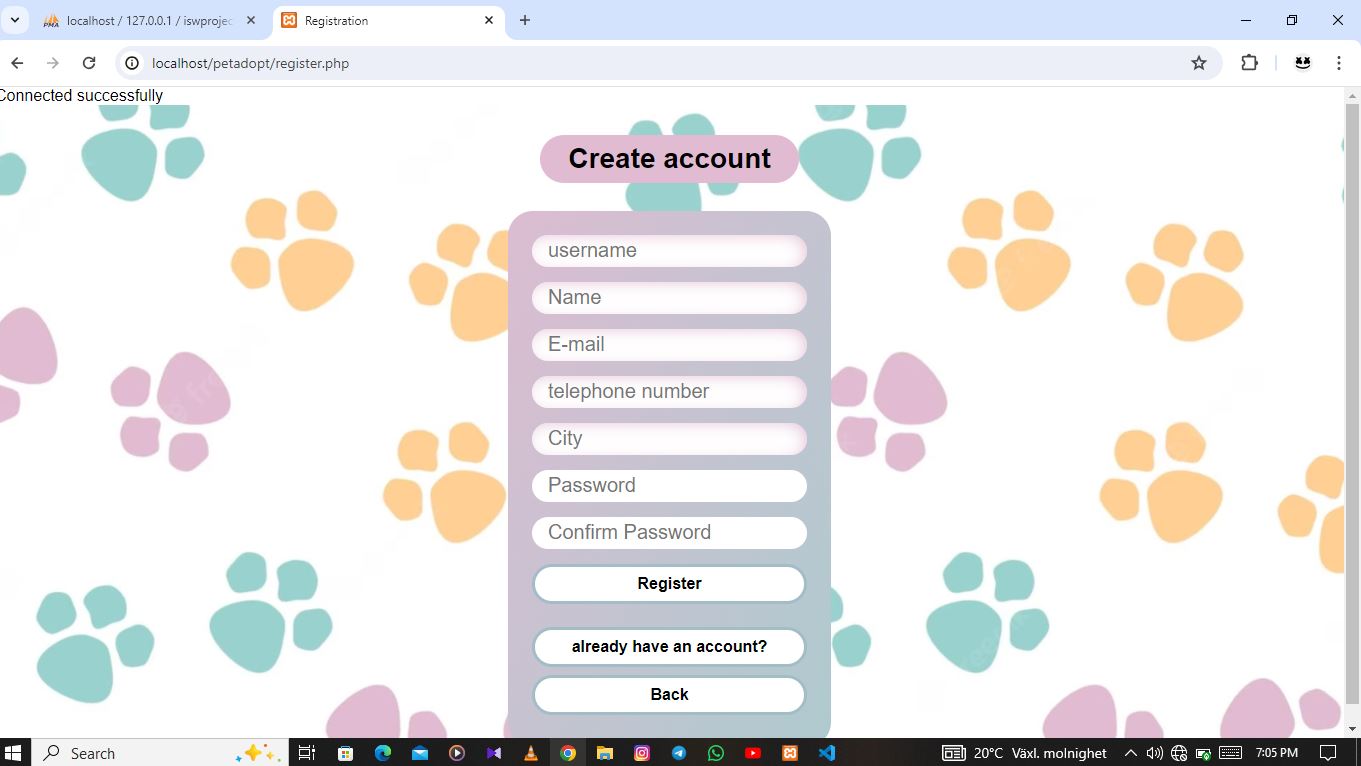 PMA localhost / 127.0.0.1 / iswprojec
Registration
localhost/petadopt/register.php
Connected successfully
Create account
username
Name
E-mail
telephone number
City
Password
Confirm Password
Register
already have an account?
Back
Search
20°C Växl. molnighet
7:05 PM